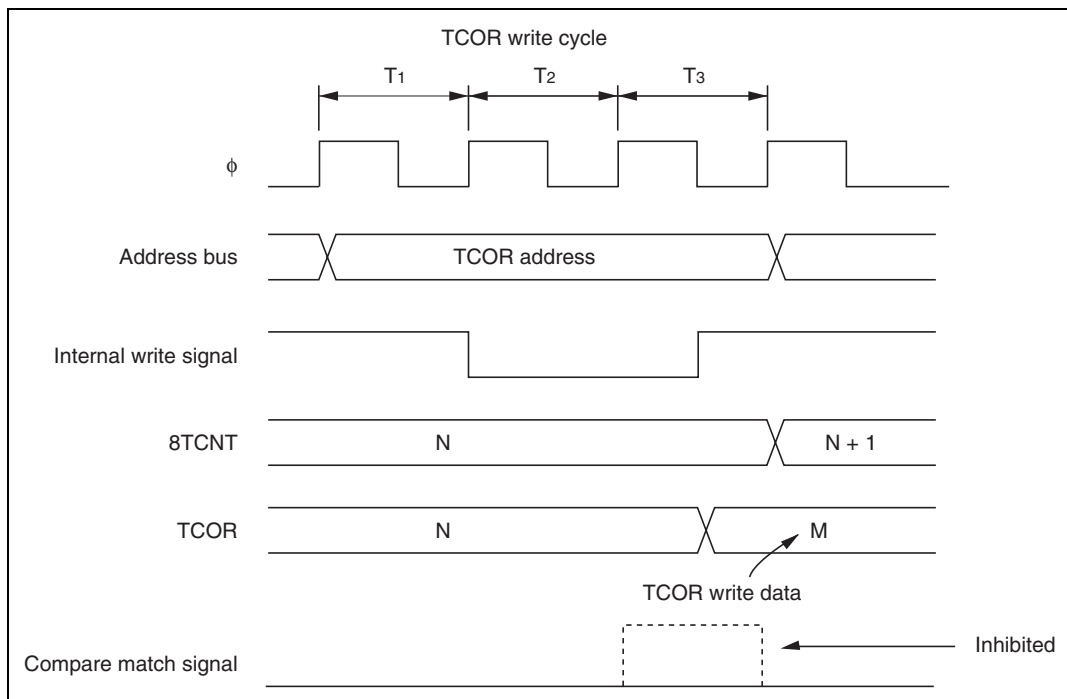 TCOR write cycle
T1 T2 T3
φ
Address bus TCOR address
Internal write signal
8TCNT N N + 1
TCOR N M
TCOR write data
Inhibited
Compare match signal